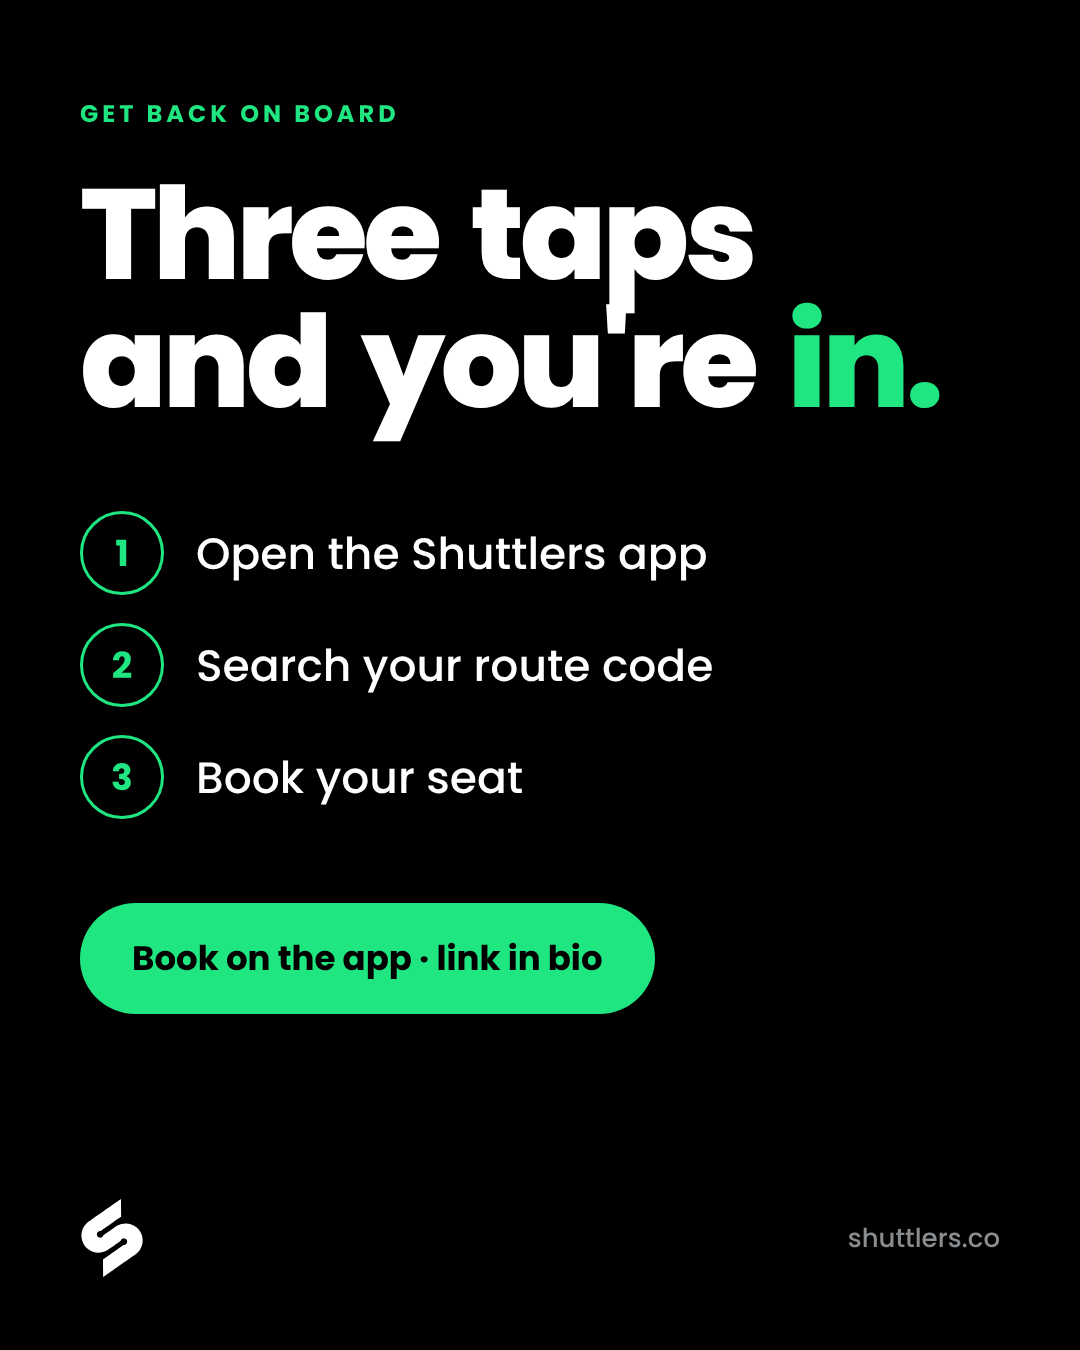 GET BACK ON BOARD
Three taps
and you're in.
1 Open the Shuttlers app
2 Search your route code
3 Book your seat
Book on the app · link in bio
shuttlers.co